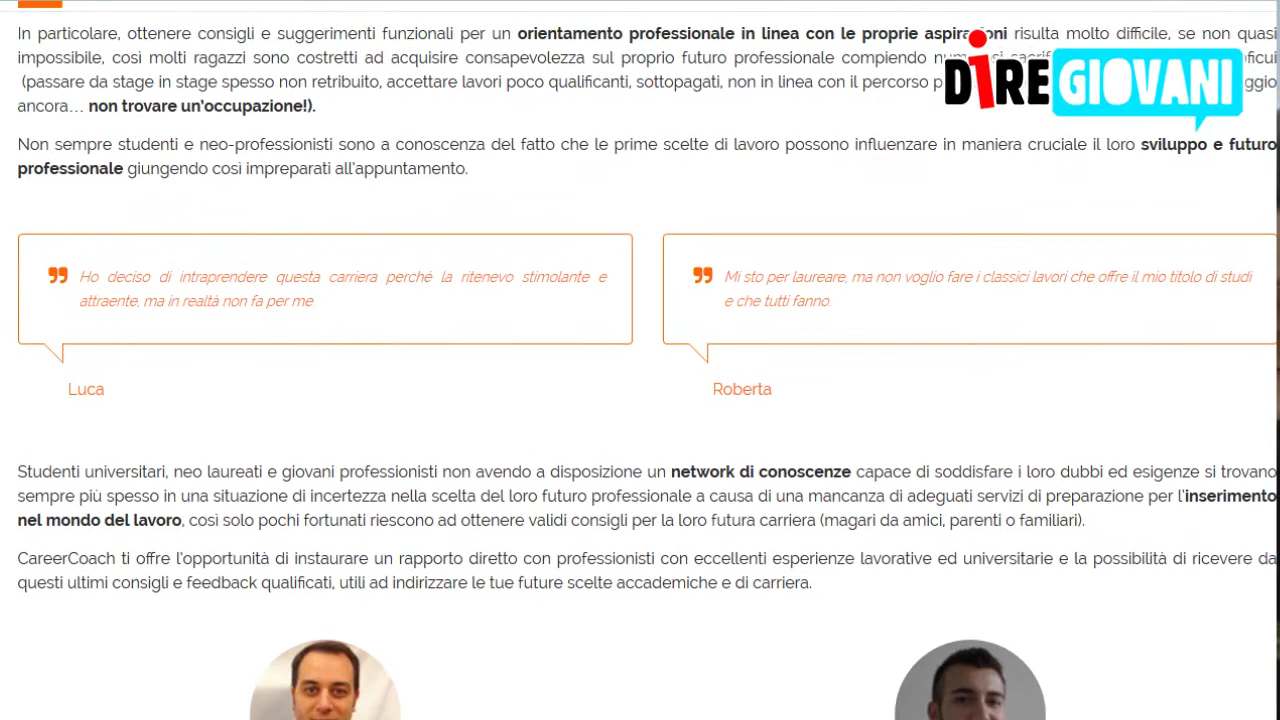 In particolare, ottenere consigli e suggerimenti funzionali per un orientamento professionale in linea con le proprie aspirazioni risulta molto difficile, se non quasi
impossibile, così molti ragazzi sono costretti ad acquisire consapevolezza sul proprio futuro professionale compiendo
(passare da stage in stage spesso non retribuito, accettare lavori poco qualificanti, sottopagati, non in linea con il percorso
ancora… non trovare un'occupazione!).
DIRE GIOVANI
Non sempre studenti e neo-professionisti sono a conoscenza del fatto che le prime scelte di lavoro possono influenzare in maniera cruciale il loro sviluppo e futuro
professionale giungendo così impreparati all'appuntamento.
Ho deciso di intraprendere questa carriera perché la ritenevo stimolante e
attraente, ma in realtà non fa per me
Luca
Mi sto per laureare, ma non voglio fare i classici lavori che offre il mio titolo di studi
e che tutti fanno
Roberta
Studenti universitari, neo laureati e giovani professionisti non avendo a disposizione un network di conoscenze capace di soddisfare i loro dubbi ed esigenze si trovano
sempre più spesso in una situazione di incertezza nella scelta del loro futuro professionale a causa di una mancanza di adeguati servizi di preparazione per l'inserimento
nel mondo del lavoro, così solo pochi fortunati riescono ad ottenere validi consigli per la loro futura carriera (magari da amici, parenti o familiari).
CareerCoach ti offre l'opportunità di instaurare un rapporto diretto con professionisti con eccellenti esperienze lavorative ed universitarie e la possibilità di ricevere da
questi ultimi consigli e feedback qualificati, utili ad indirizzare le tue future scelte accademiche e di carriera.